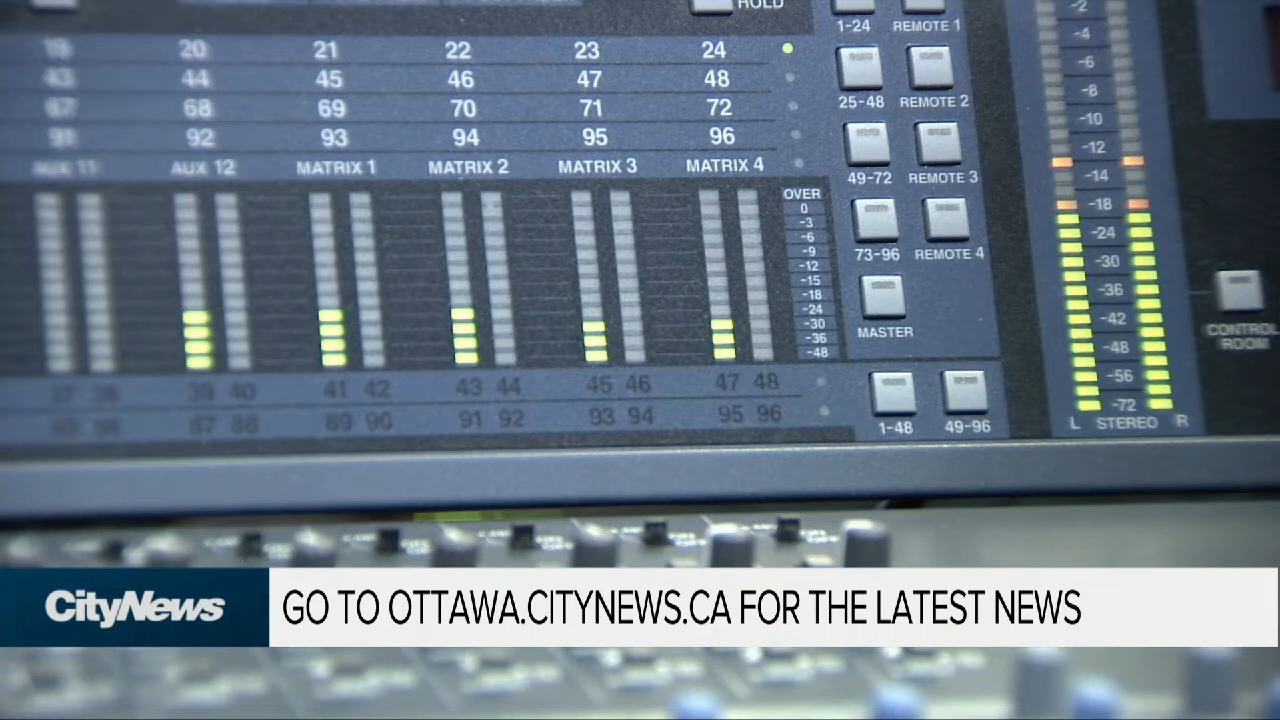 HOLD
1-24 REMOTE 1
19 20 21 22 23 24
43 44 45 46 47 48
25-48 REMOTE 2
67 68 69 70 71 72
91 92 93 94 95 96
AUX 11 AUX 12 MATRIX 1 MATRIX 2 MATRIX 3 MATRIX 4
49-72 REMOTE 3
OVER
0
-3
-6
-9
-12
-15
-18
-24
-30
-36
-48
73-96 REMOTE 4
MASTER
37 38 39 40 41 42 43 44 45 46 47 48
87 88 89 90 91 92 93 94 95 96
1-48 49-96
-2
-4
-6
-8
-10
-12
-14
-18
-24
-30
-36
-42
-48
-56
-72
L STEREO R
CONTROL
ROOM
CityNews
GO TO OTTAWA.CITYNEWS.CA FOR THE LATEST NEWS